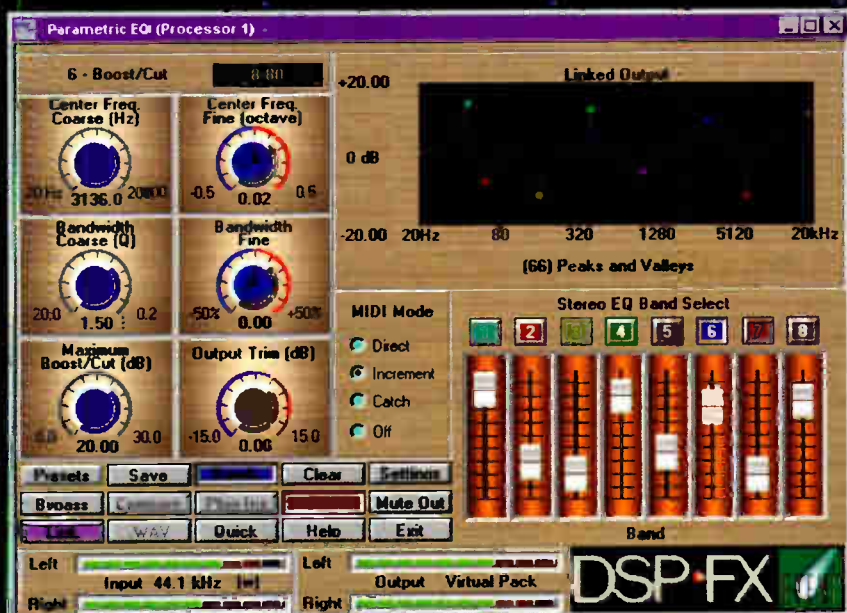 Parametric EQ (Processor 1)
6 - Boost/Cut
8.80
Center Freq.
Coarse (Hz)
20 Hz
20000
3136.0
Center Freq.
Fine (octave)
-0.5
0.5
0.02
Bandwidth
Coarse (Q)
20.0
0.2
1.50
Bandwidth
Fine
-50%
+50%
0.00
Maximum
Boost/Cut (dB)
30.0
20.00
Output Trim (dB)
-15.0
15.0
0.00
Linked Output
+20.00
0 dB
-20.00
20Hz
80
320
1280
5120
20kHz
(66) Peaks and Valleys
MIDI Mode
Direct
Increment
Catch
Off
Stereo EQ Band Select
2
4
5
6
7
8
Band
Presets
Save
Clear
Settings
Bypass
Mute Out
Link
WAV
Quick
Help
Exit
Left
Input 44.1 kHz
Right
Left
Output Virtual Pack
Right
DSP•FX